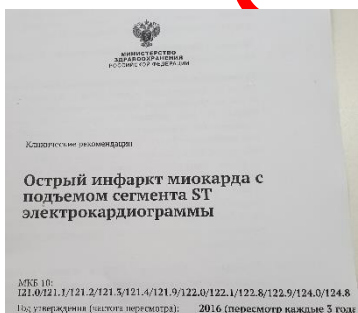 МИНИСТЕРСТВО
ЗДРАВООХРАНЕНИЯ
РОССИЙСКОЙ ФЕДЕРАЦИИ
Клинические рекомендации
Острый инфаркт миокарда с
подъемом сегмента ST
электрокардиограммы
МКБ 10:
I21.0/I21.1/I21.2/I21.3/I21.4/I21.9/I22.0/I22.1/I22.8/I22.9/I24.0/I24.8
Год утверждения (частота пересмотра): 2016 (пересмотр каждые 3 года